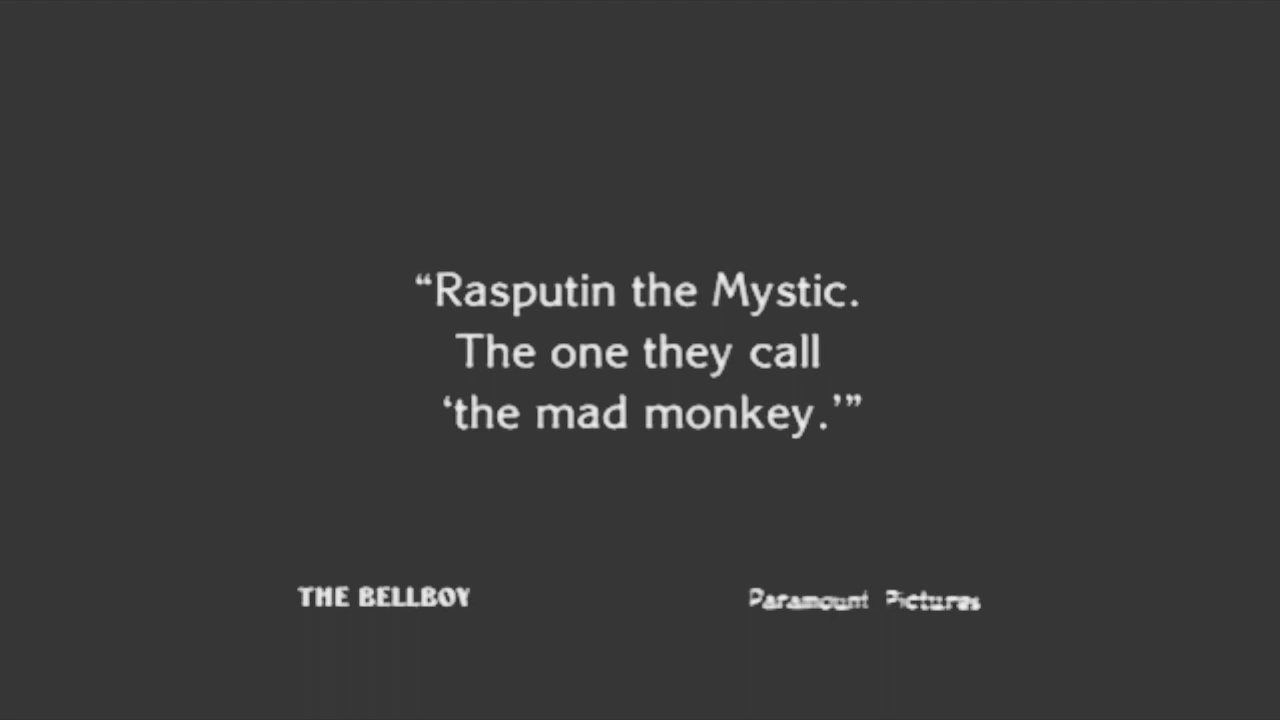 “Rasputin the Mystic.
The one they call
‘the mad monkey.’”
THE BELLBOY
Paramount Pictures